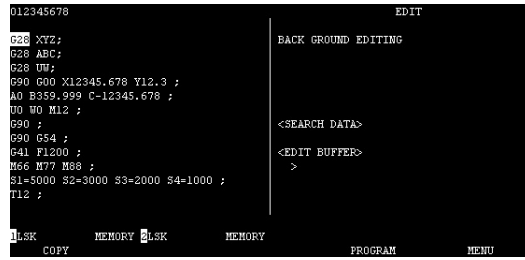 012345678 EDIT
G28 XYZ;
G28 ABC;
G28 UW;
G90 G00 X12345.678 Y12.3 ;
A0 B359.999 C-12345.678 ;
U0 W0 M12 ;
G90 ;
G90 G54 ;
G41 F1200 ;
M66 M77 M88 ;
S1=5000 S2=3000 S3=2000 S4=1000 ;
T12 ;
BACK GROUND EDITING
<SEARCH DATA>
<EDIT BUFFER>
>
1LSK MEMORY 2LSK MEMORY
COPY PROGRAM MENU